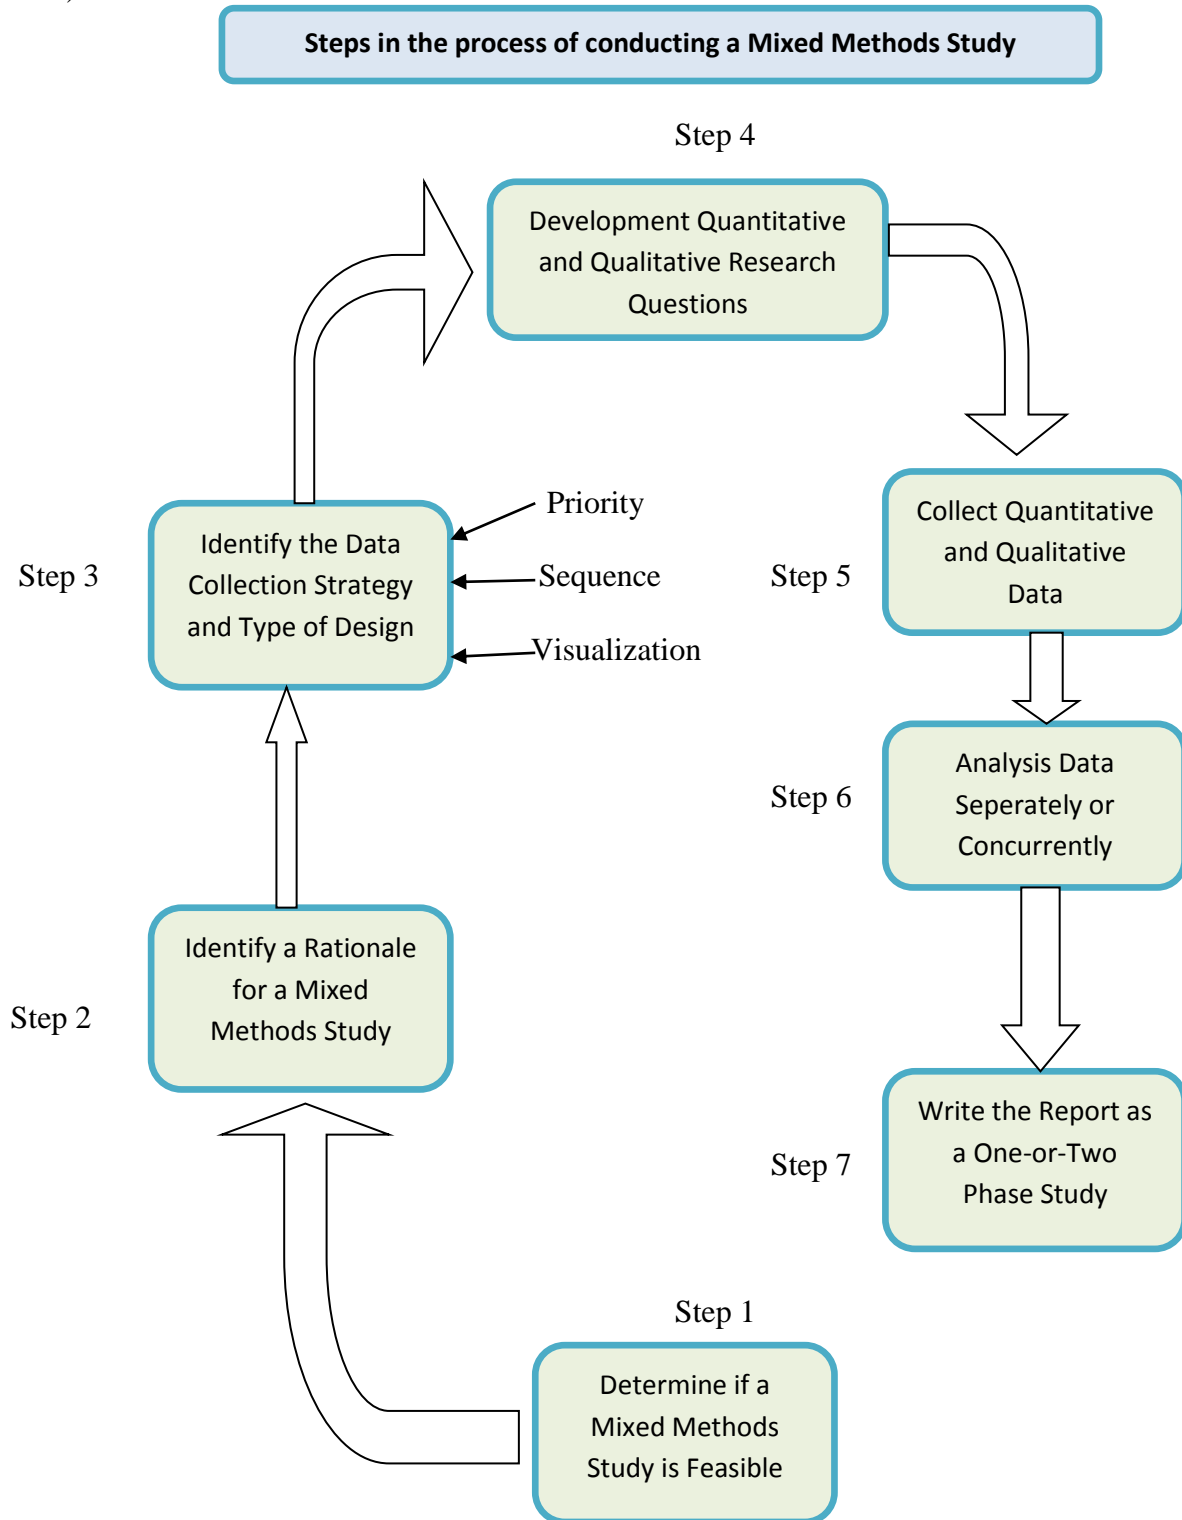 Steps in the process of conducting a Mixed Methods Study
Step 4
Development Quantitative
and Qualitative Research
Questions
Step 3
Identify the Data
Collection Strategy
and Type of Design
Priority
Sequence
Visualization
Step 5
Collect Quantitative
and Qualitative
Data
Step 6
Analysis Data
Seperately or
Concurrently
Step 2
Identify a Rationale
for a Mixed
Methods Study
Step 7
Write the Report as
a One-or-Two
Phase Study
Step 1
Determine if a
Mixed Methods
Study is Feasible